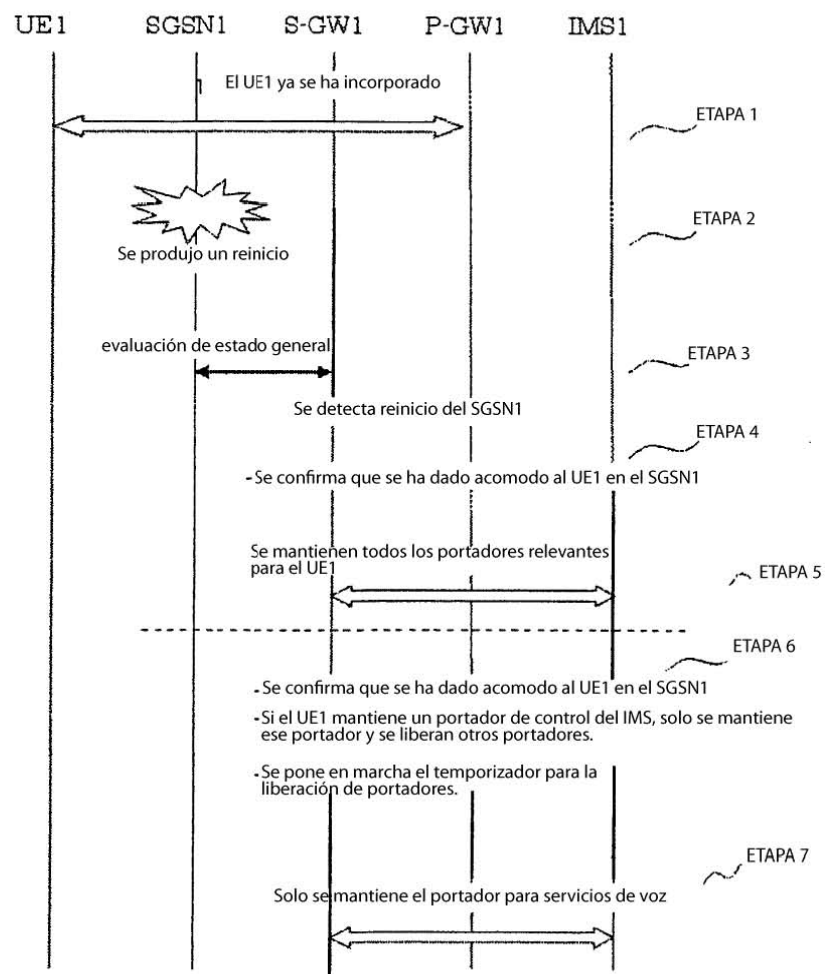 UE1 SGSN1 S-GW1 P-GW1 IMS1
El UE1 ya se ha incorporado
ETAPA 1
ETAPA 2
Se produjo un reinicio
evaluación de estado general
ETAPA 3
Se detecta reinicio del SGSN1
ETAPA 4
-Se confirma que se ha dado acomodo al UE1 en el SGSN1
Se mantienen todos los portadores relevantes
para el UE1
ETAPA 5
ETAPA 6
-Se confirma que se ha dado acomodo al UE1 en el SGSN1
-Si el UE1 mantiene un portador de control del IMS, solo se mantiene
ese portador y se liberan otros portadores.
-Se pone en marcha el temporizador para la
liberación de portadores.
ETAPA 7
Solo se mantiene el portador para servicios de voz